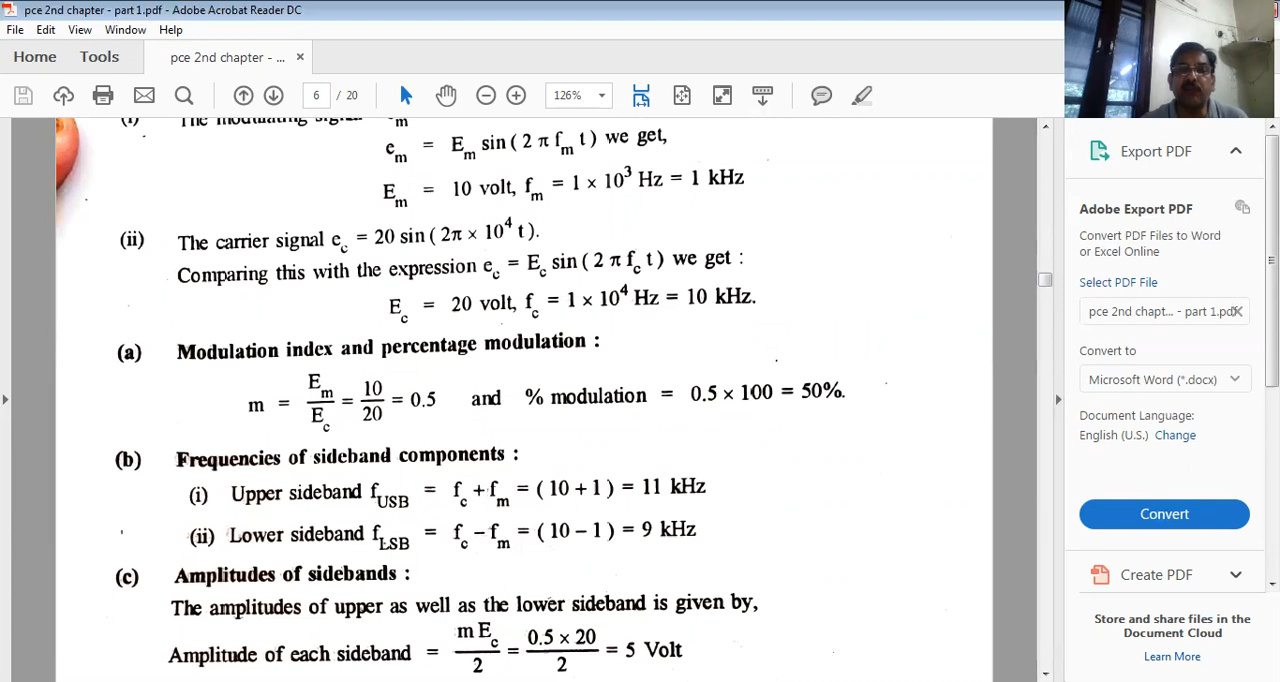 pce 2nd chapter - part 1.pdf - Adobe Acrobat Reader DC
File Edit View Window Help
Home Tools pce 2nd chapter - ... ×
6 / 20 126%
(i) The modulating signal e_m
e_m = E_m sin ( 2 π f_m t ) we get,
E_m = 10 volt, f_m = 1 × 10³ Hz = 1 kHz
(ii) The carrier signal e_c = 20 sin ( 2π × 10⁴ t ).
Comparing this with the expression e_c = E_c sin ( 2 π f_c t ) we get :
E_c = 20 volt, f_c = 1 × 10⁴ Hz = 10 kHz.
(a) Modulation index and percentage modulation :
m = E_m / E_c = 10 / 20 = 0.5 and % modulation = 0.5 × 100 = 50%.
(b) Frequencies of sideband components :
(i) Upper sideband f_USB = f_c + f_m = ( 10 + 1 ) = 11 kHz
(ii) Lower sideband f_LSB = f_c − f_m = ( 10 − 1 ) = 9 kHz
(c) Amplitudes of sidebands :
The amplitudes of upper as well as the lower sideband is given by,
Amplitude of each sideband = m E_c / 2 = 0.5 × 20 / 2 = 5 Volt
Export PDF
Adobe Export PDF
Convert PDF Files to Word
or Excel Online
Select PDF File
pce 2nd chapt... - part 1.pdf
Convert to
Microsoft Word (*.docx)
Document Language:
English (U.S.) Change
Convert
Create PDF
Store and share files in the
Document Cloud
Learn More